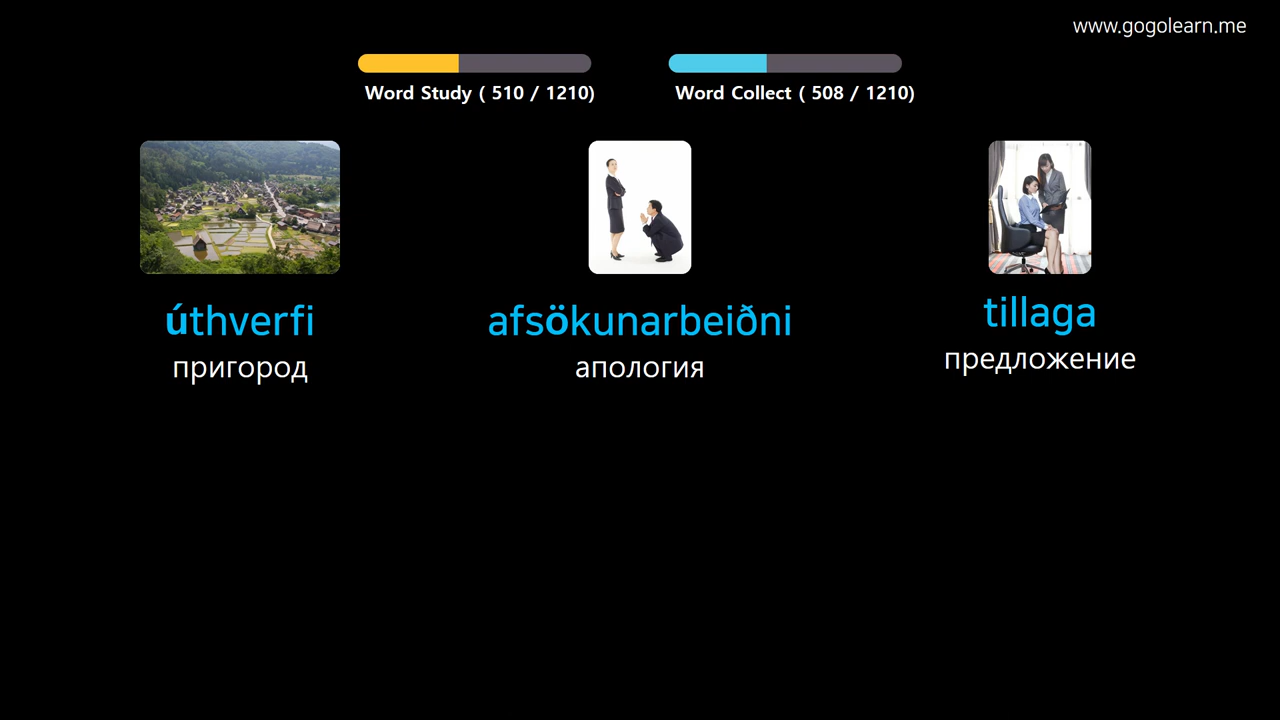 www.gogolearn.me
Word Study ( 510 / 1210)
Word Collect ( 508 / 1210)
úthverfi
пригород
afsökunarbeiðni
апология
tillaga
предложение